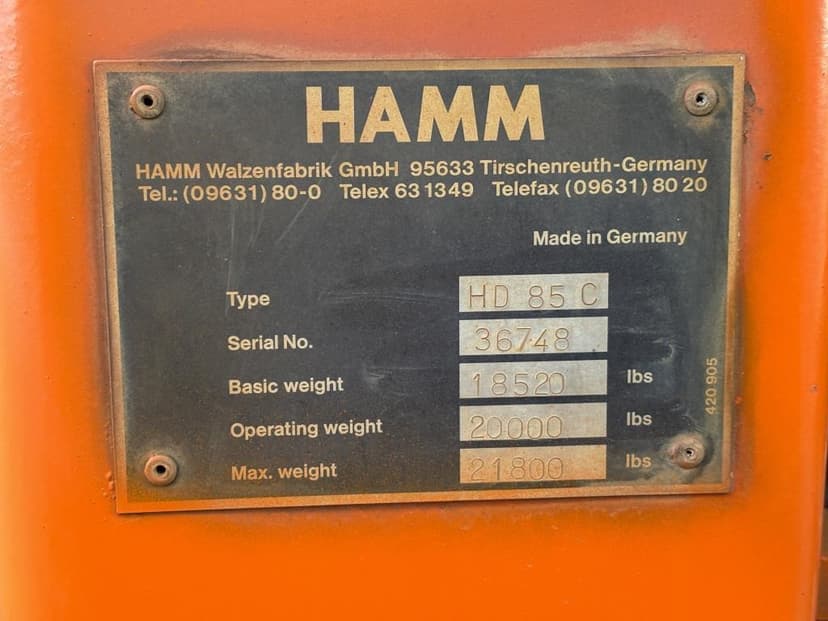 HAMM
HAMM Walzenfabrik GmbH 95633 Tirschenreuth-Germany
Tel.: (09631) 80-0 Telex 631349 Telefax (09631) 80 20
Made in Germany
Type HD 85 C
Serial No. 36748
Basic weight 18520 lbs
Operating weight 20000 lbs
Max. weight 21800 lbs
420 905